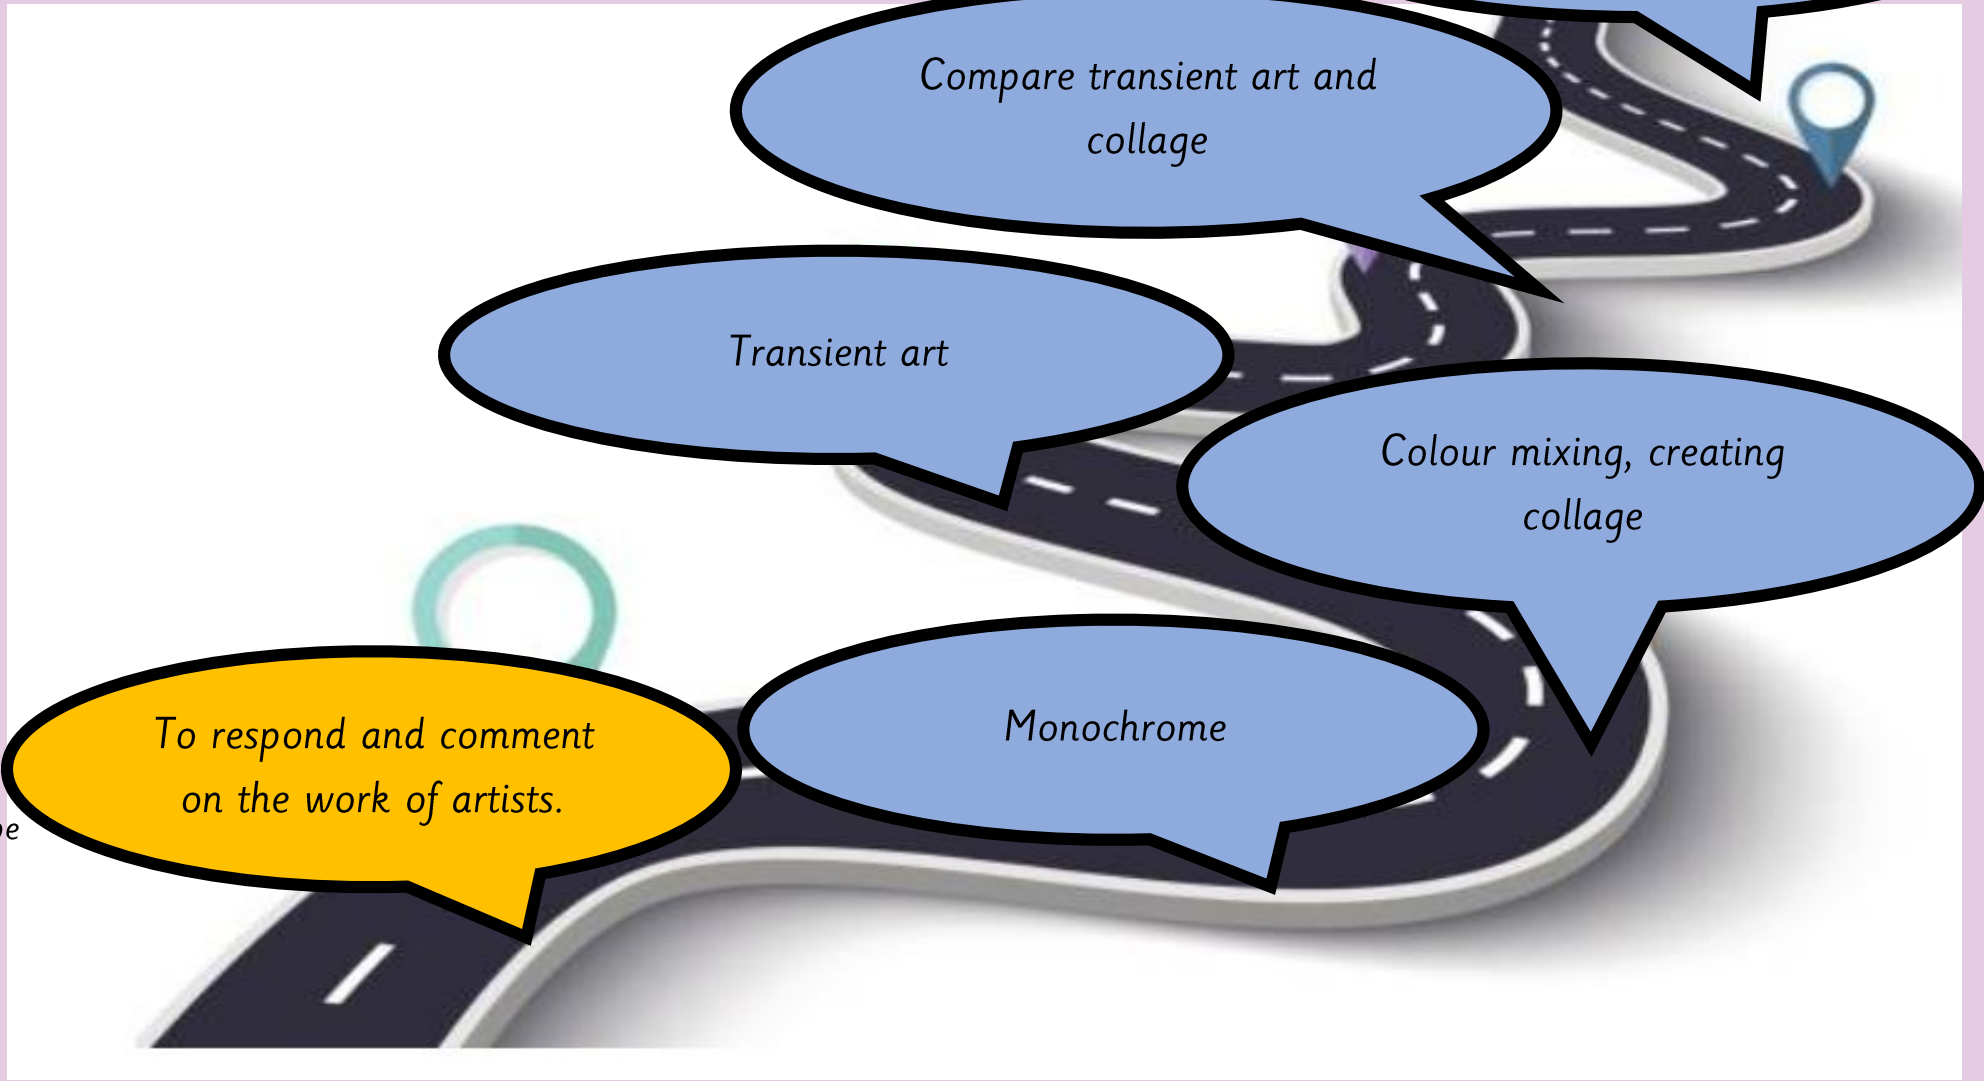 Compare transient art and
collage
Transient art
Colour mixing, creating
collage
Monochrome
To respond and comment
on the work of artists.